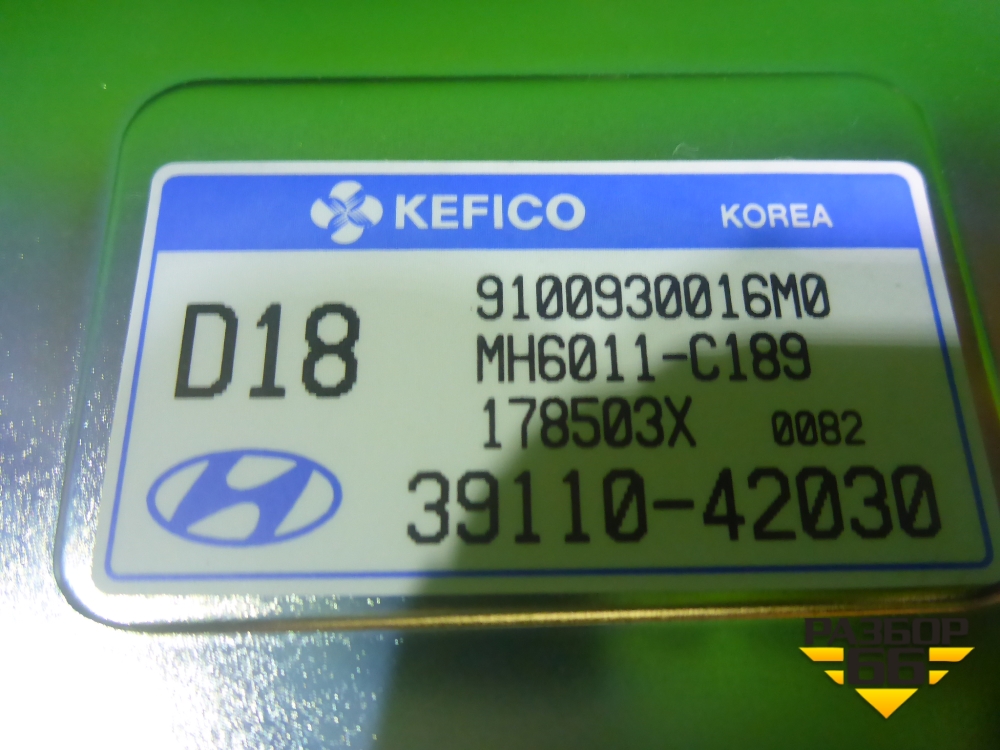 KEFICO KOREA
9100930016M0
D18
MH6011-C189
178503X 0082
39110-42030
РАЗБОР
66